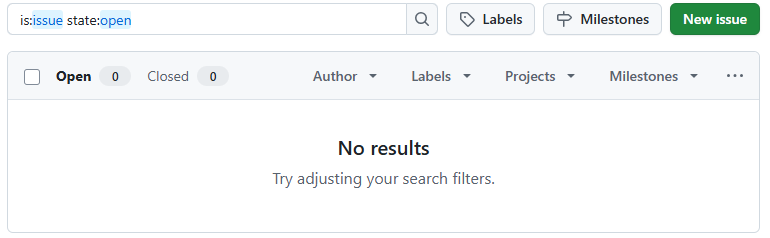 is:issue state:open Labels Milestones New issue
Open 0 Closed 0 Author Labels Projects Milestones
No results
Try adjusting your search filters.